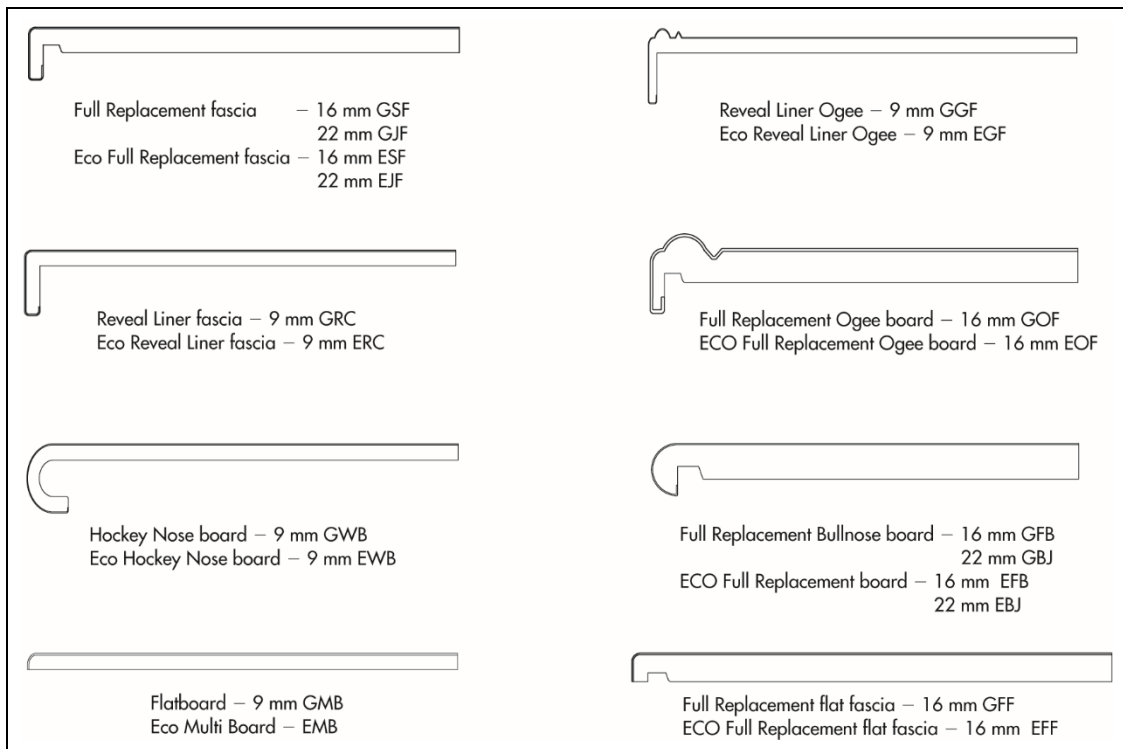 Full Replacement fascia – 16 mm GSF
22 mm GJF
Eco Full Replacement fascia – 16 mm ESF
22 mm EJF
Reveal Liner Ogee – 9 mm GGF
Eco Reveal Liner Ogee – 9 mm EGF
Reveal Liner fascia – 9 mm GRC
Eco Reveal Liner fascia – 9 mm ERC
Full Replacement Ogee board – 16 mm GOF
ECO Full Replacement Ogee board – 16 mm EOF
Hockey Nose board – 9 mm GWB
Eco Hockey Nose board – 9 mm EWB
Full Replacement Bullnose board – 16 mm GFB
22 mm GBJ
ECO Full Replacement board – 16 mm EFB
22 mm EBJ
Flatboard – 9 mm GMB
Eco Multi Board – EMB
Full Replacement flat fascia – 16 mm GFF
ECO Full Replacement flat fascia – 16 mm EFF